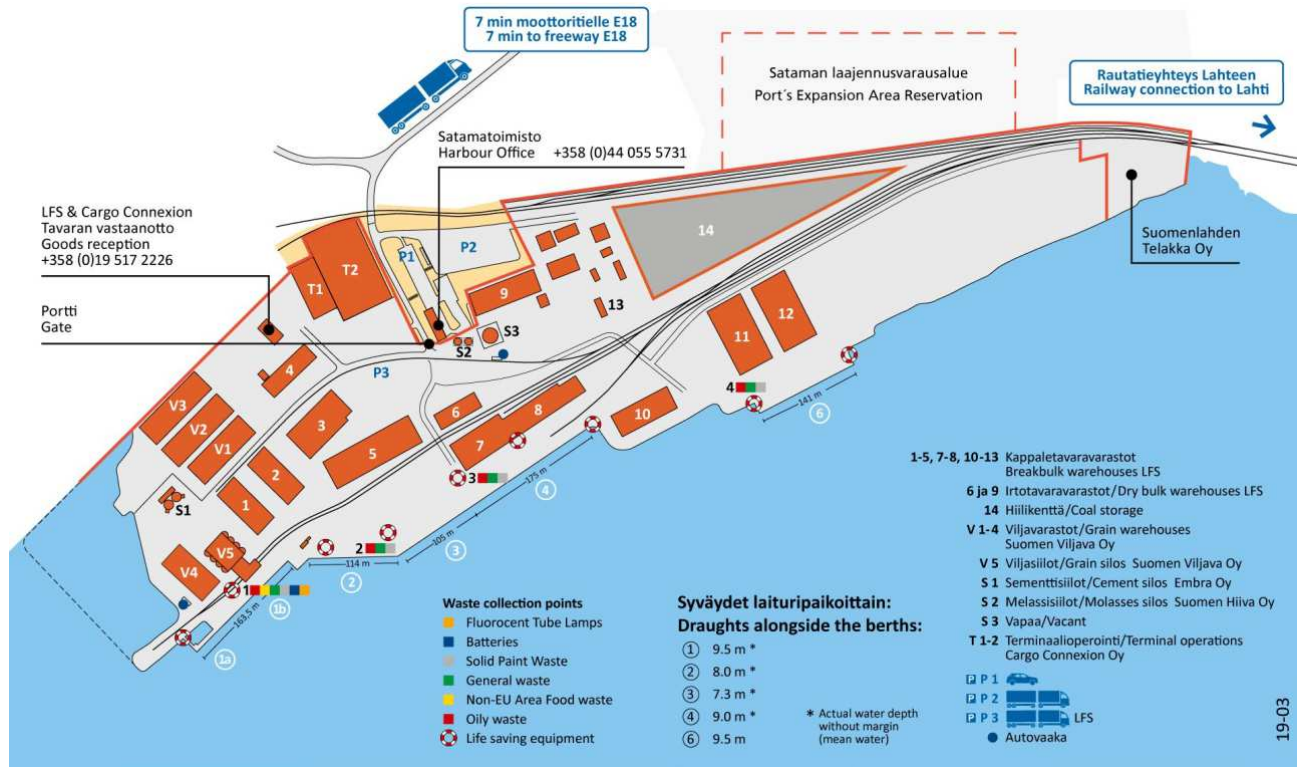 7 min moottoritielle E18
7 min to freeway E18
Sataman laajennusvarausalue
Port´s Expansion Area Reservation
Rautatieyhteys Lahteen
Railway connection to Lahti
Satamatoimisto
Harbour Office +358 (0)44 055 5731
LFS & Cargo Connexion
Tavaran vastaanotto
Goods reception
+358 (0)19 517 2226
Portti
Gate
Suomenlahden
Telakka Oy
T1
T2
P1
P2
14
9
13
S3
S2
11
12
P3
4
V3
V2
V1
3
6
8
10
5
7
2
1
S1
V5
V4
4
141 m
6
3
175 m
4
105 m
3
2
114 m
2
1
163,5 m
1b
1a
Waste collection points
Fluorocent Tube Lamps
Batteries
Solid Paint Waste
General waste
Non-EU Area Food waste
Oily waste
Life saving equipment
Syväydet laituripaikoittain:
Draughts alongside the berths:
1 9.5 m *
2 8.0 m *
3 7.3 m *
4 9.0 m *
6 9.5 m
* Actual water depth
without margin
(mean water)
1-5, 7-8, 10-13 Kappaletavaravarastot
Breakbulk warehouses LFS
6 ja 9 Irtotavaravarastot/Dry bulk warehouses LFS
14 Hiilikenttä/Coal storage
V 1-4 Viljavarastot/Grain warehouses
Suomen Viljava Oy
V 5 Viljasiilot/Grain silos Suomen Viljava Oy
S 1 Sementtisiilot/Cement silos Embra Oy
S 2 Melassisiilot/Molasses silos Suomen Hiiva Oy
S 3 Vapaa/Vacant
T 1-2 Terminaalioperointi/Terminal operations
Cargo Connexion Oy
P P 1
P P 2
P P 3 LFS
Autovaaka
19-03